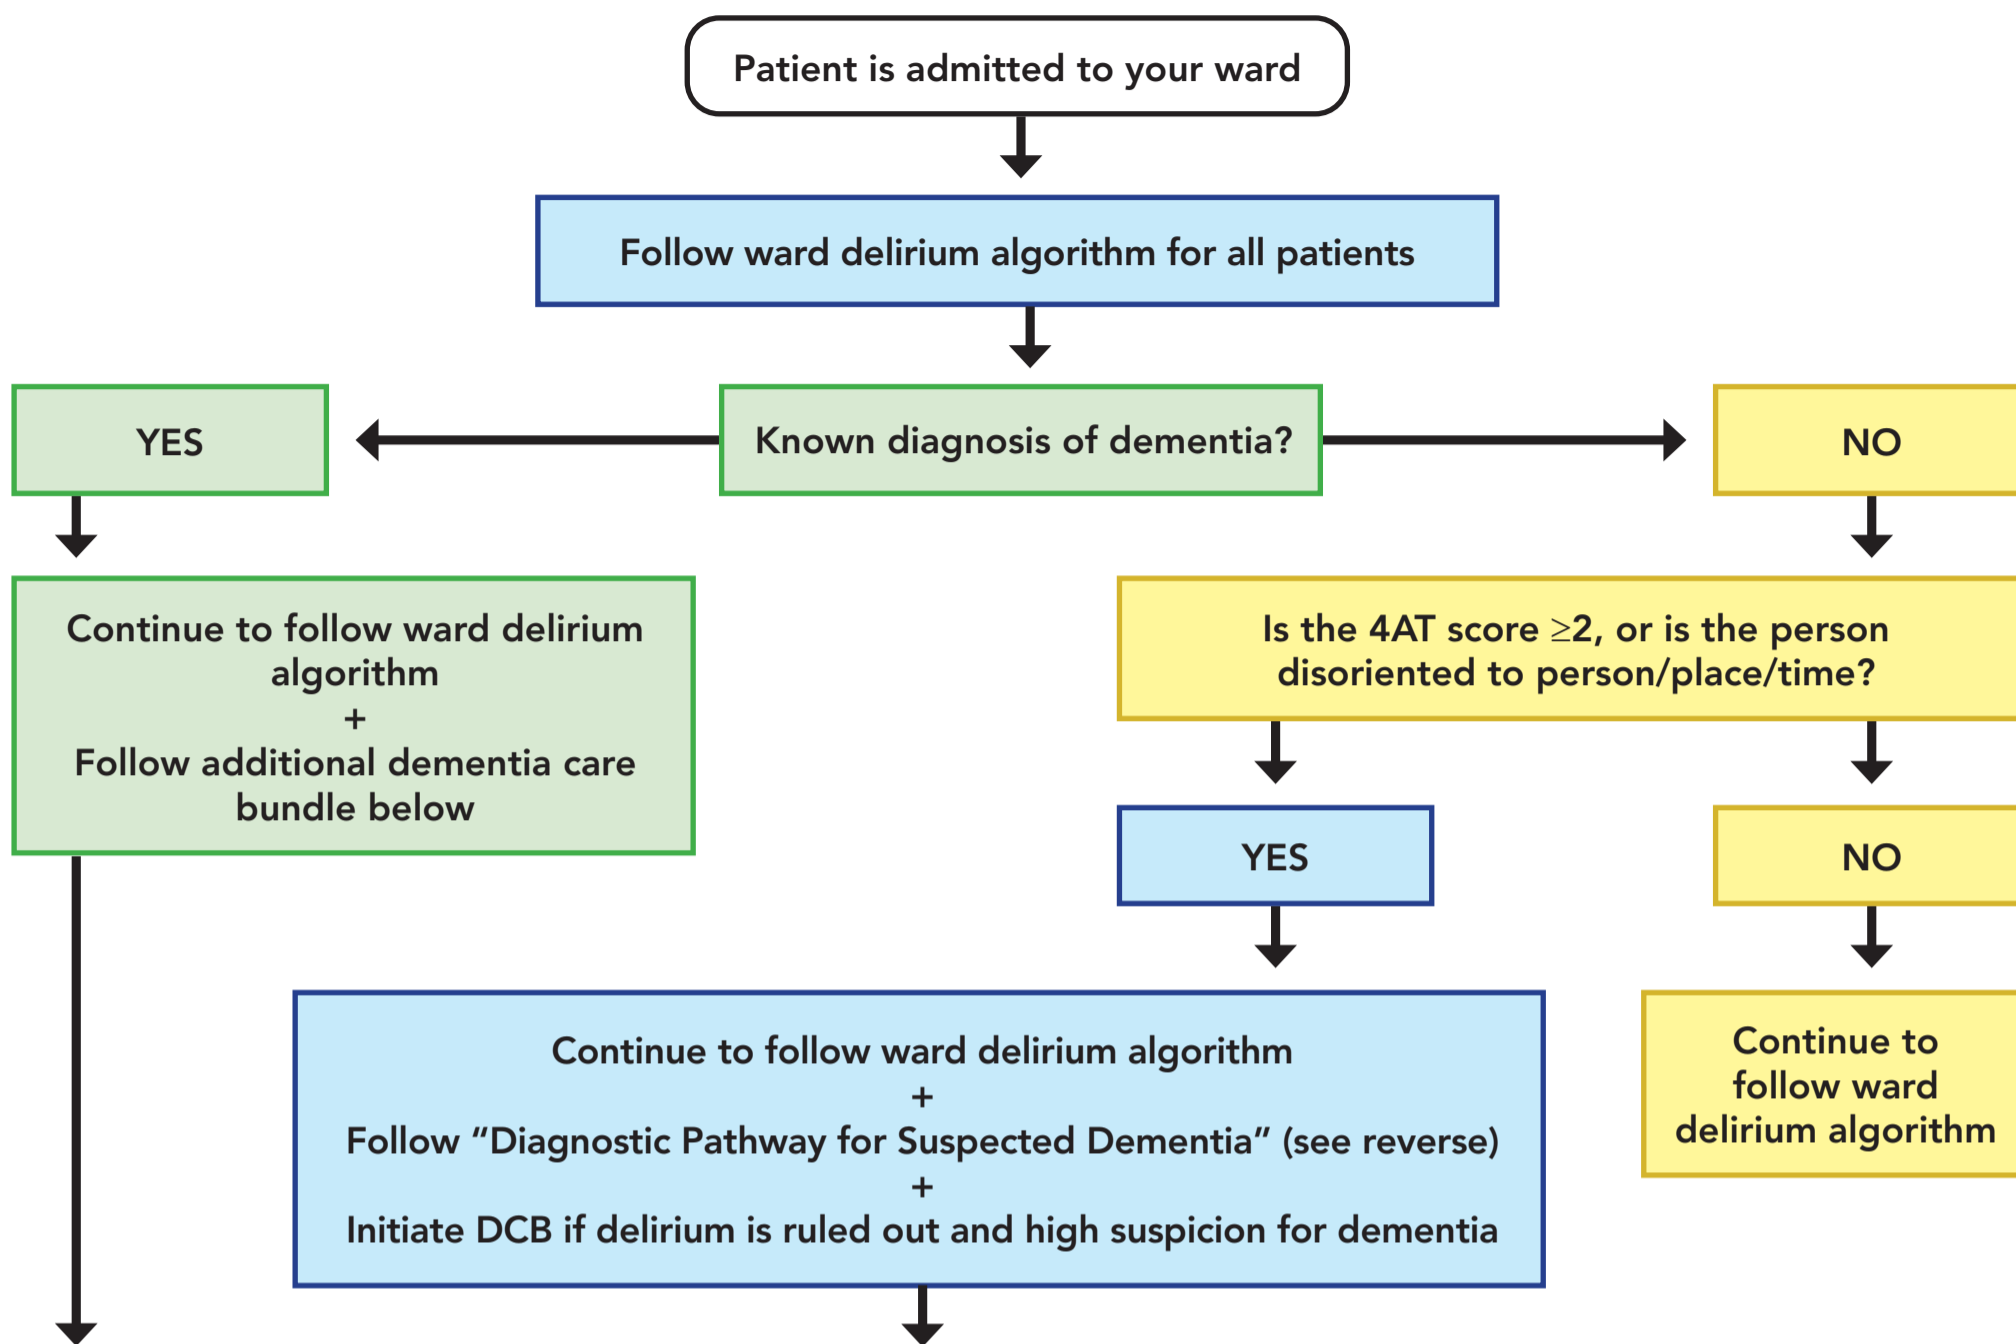 Patient is admitted to your ward
Follow ward delirium algorithm for all patients
YES
Known diagnosis of dementia?
NO
Continue to follow ward delirium
algorithm
+
Follow additional dementia care
bundle below
Is the 4AT score ≥2, or is the person
disoriented to person/place/time?
YES
NO
Continue to follow ward delirium algorithm
+
Follow “Diagnostic Pathway for Suspected Dementia” (see reverse)
+
Initiate DCB if delirium is ruled out and high suspicion for dementia
Continue to
follow ward
delirium algorithm